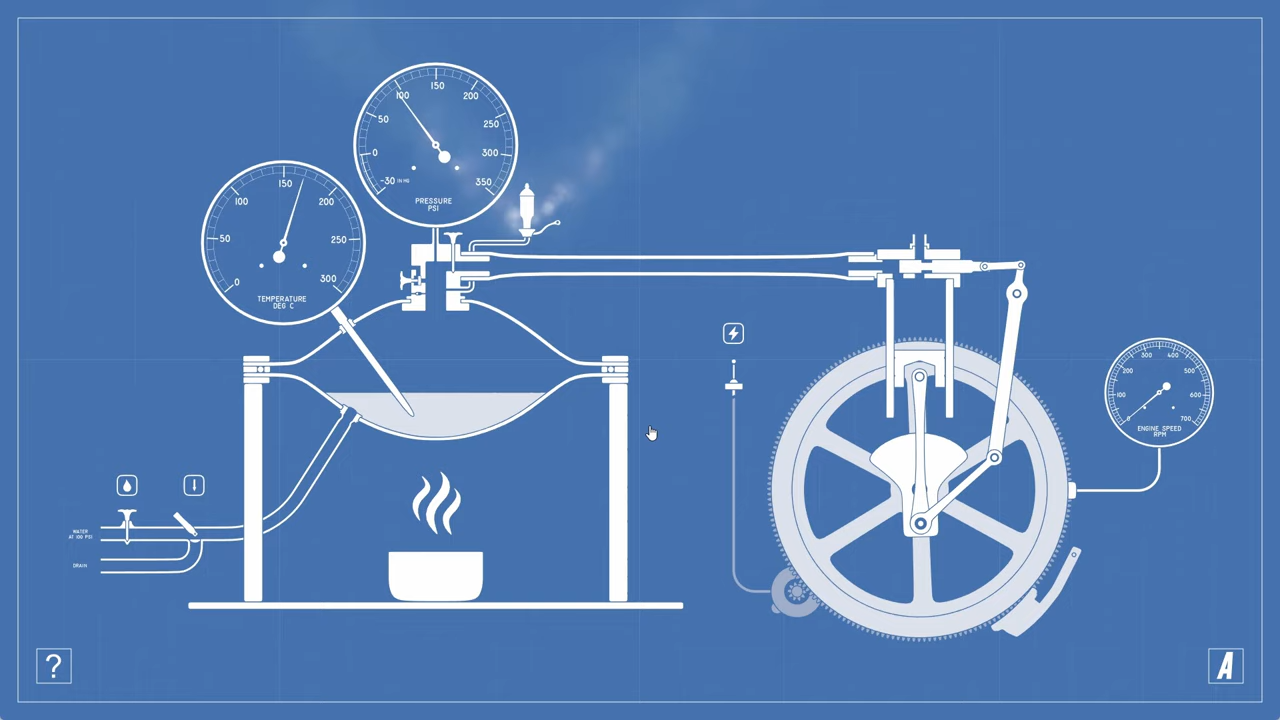 -30 IN HG
0
50
100
150
200
250
300
350
PRESSURE
PSI
0
50
100
150
200
250
300
TEMPERATURE
DEG C
0
100
200
300
400
500
600
700
ENGINE SPEED
RPM
WATER
AT 100 PSI
DRAIN
?
A